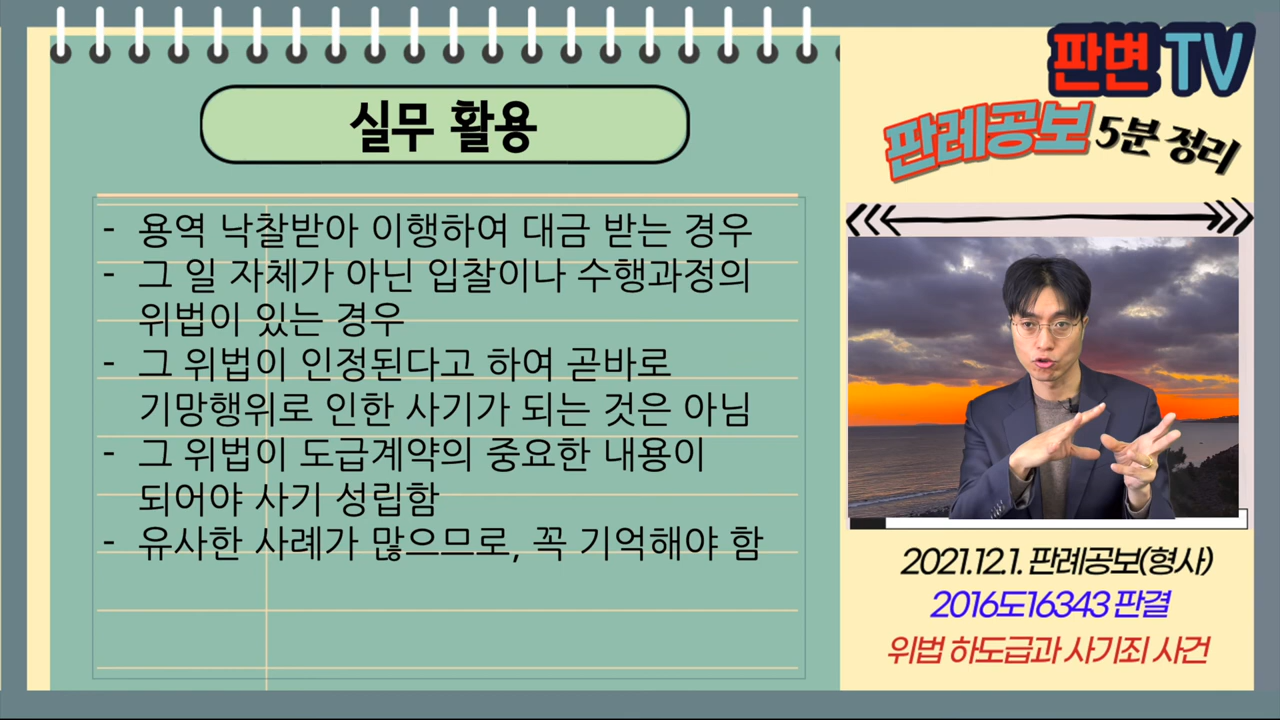 실무 활용
- 용역 낙찰받아 이행하여 대금 받는 경우
- 그 일 자체가 아닌 입찰이나 수행과정의
위법이 있는 경우
- 그 위법이 인정된다고 하여 곧바로
기망행위로 인한 사기가 되는 것은 아님
- 그 위법이 도급계약의 중요한 내용이
되어야 사기 성립함
- 유사한 사례가 많으므로, 꼭 기억해야 함
판변 TV
판례공보 5분 정리
2021.12.1. 판례공보(형사)
2016도16343 판결
위법 하도급과 사기죄 사건